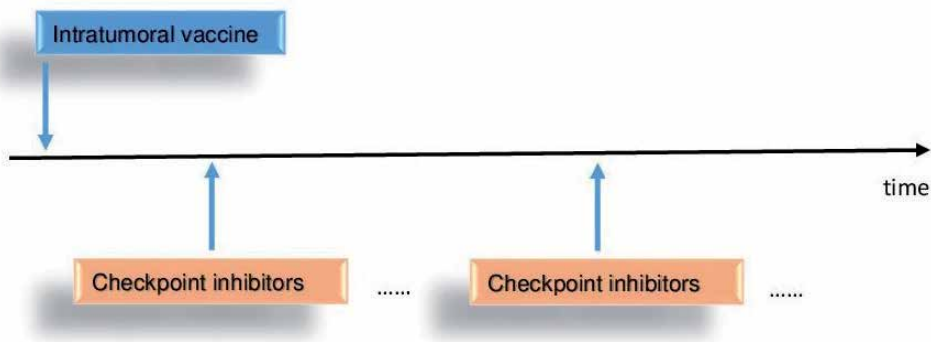 Intratumoral vaccine
time
Checkpoint inhibitors
......
Checkpoint inhibitors
......